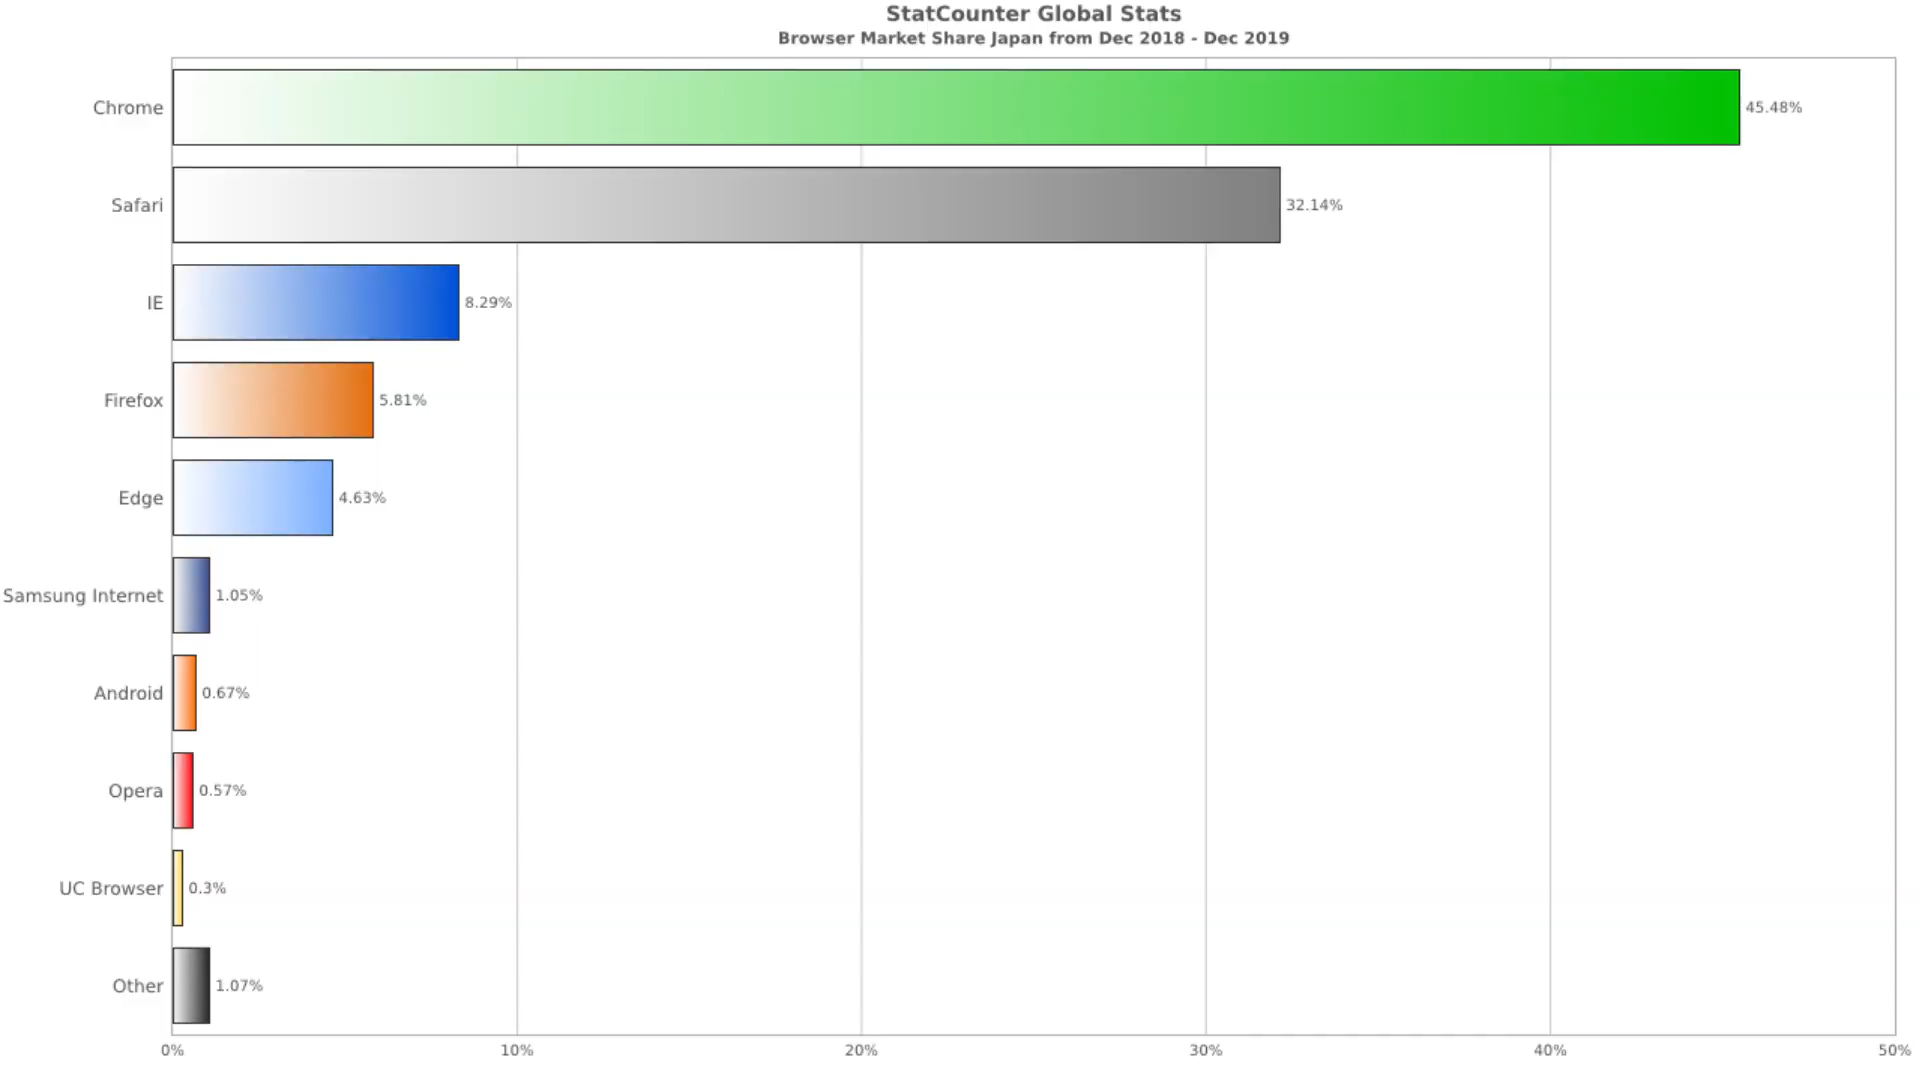 StatCounter Global Stats
Browser Market Share Japan from Dec 2018 - Dec 2019
Chrome 45.48%
Safari 32.14%
IE 8.29%
Firefox 5.81%
Edge 4.63%
Samsung Internet 1.05%
Android 0.67%
Opera 0.57%
UC Browser 0.3%
Other 1.07%
0% 10% 20% 30% 40% 50%